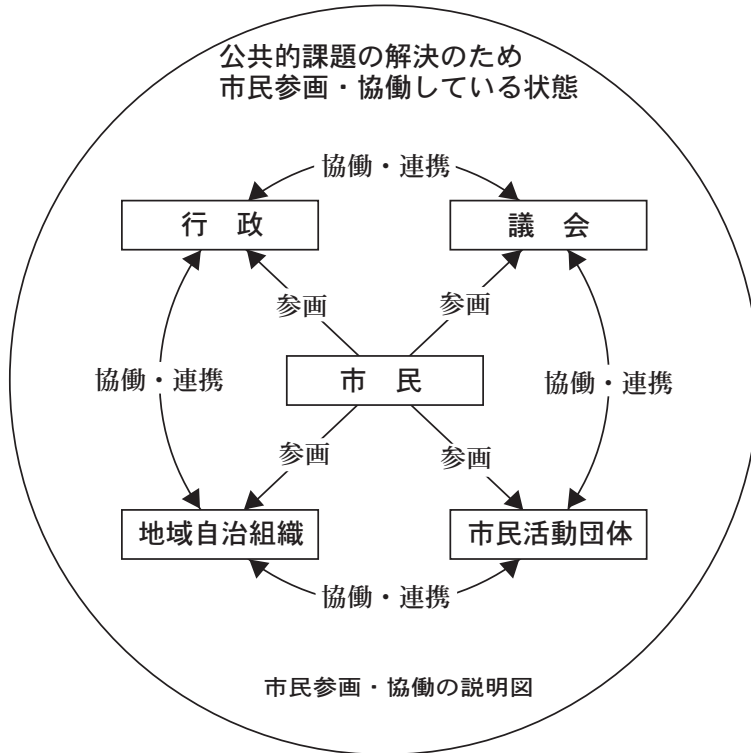 公共的課題の解決のため
市民参画・協働している状態
協働・連携
行　政
議　会
参画
参画
協働・連携
市　民
協働・連携
参画
参画
地域自治組織
市民活動団体
協働・連携
市民参画・協働の説明図